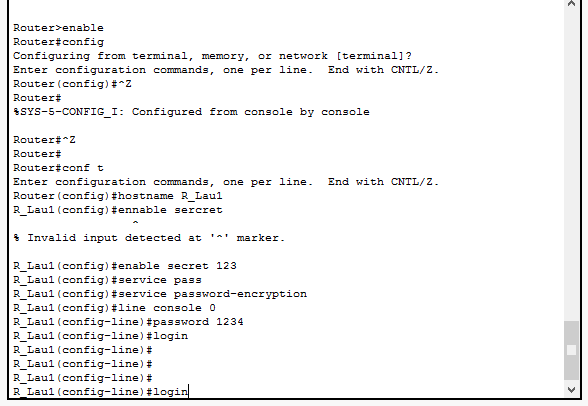 Router>enable
Router#config
Configuring from terminal, memory, or network [terminal]?
Enter configuration commands, one per line.  End with CNTL/Z.
Router(config)#^Z
Router#
%SYS-5-CONFIG_I: Configured from console by console
Router#^Z
Router#
Router#conf t
Enter configuration commands, one per line.  End with CNTL/Z.
Router(config)#hostname R_Lau1
R_Lau1(config)#ennable sercret
^
% Invalid input detected at '^' marker.
R_Lau1(config)#enable secret 123
R_Lau1(config)#service pass
R_Lau1(config)#service password-encryption
R_Lau1(config)#line console 0
R_Lau1(config-line)#password 1234
R_Lau1(config-line)#login
R_Lau1(config-line)#
R_Lau1(config-line)#
R_Lau1(config-line)#
R_Lau1(config-line)#login